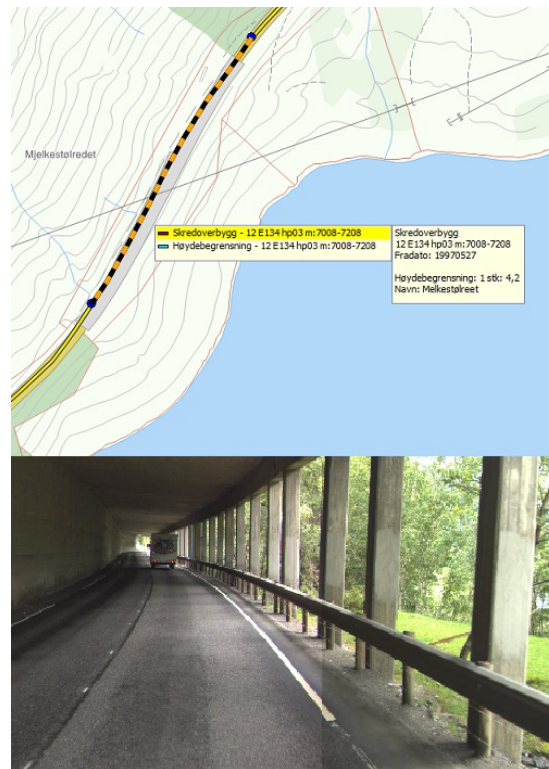 Mjelkestølredet
Skredoverbygg - 12 E134 hp03 m:7008-7208
Høydebegrensning - 12 E134 hp03 m:7008-7208
Skredoverbygg
12 E134 hp03 m:7008-7208
Fradato: 19970527
Høydebegrensning: 1 stk: 4,2
Navn: Melkestølreet